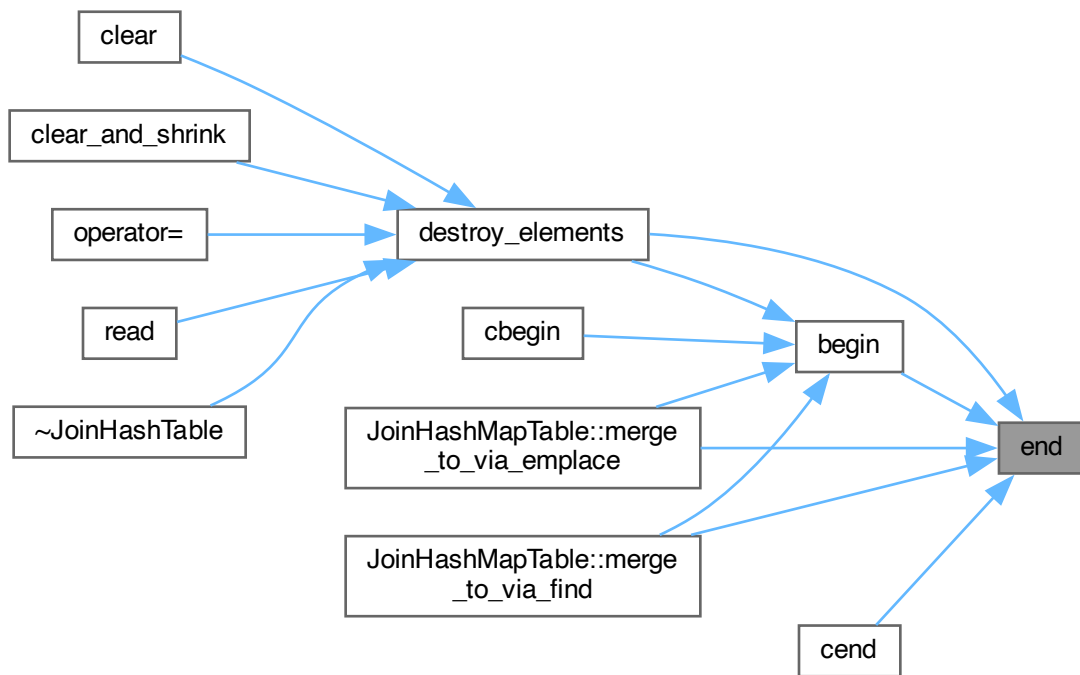 clear
clear_and_shrink
operator=
destroy_elements
read
cbegin
begin
~JoinHashTable
JoinHashMapTable::merge
_to_via_emplace
end
JoinHashMapTable::merge
_to_via_find
cend